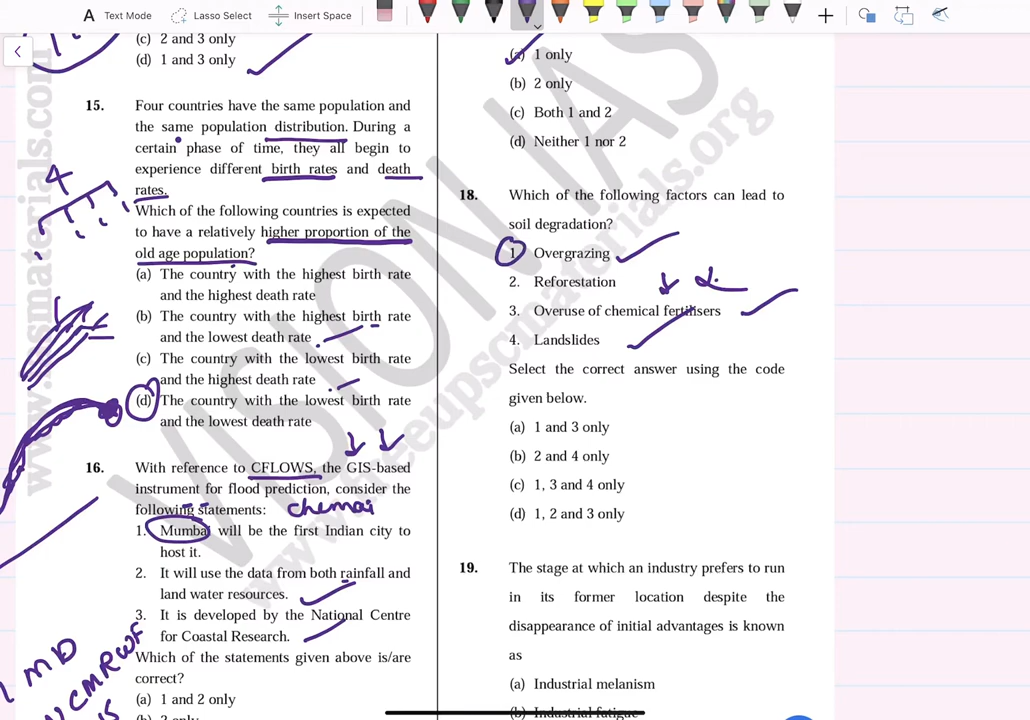 A Text Mode
Lasso Select
Insert Space
(c) 2 and 3 only
(d) 1 and 3 only
15. Four countries have the same population and
the same population distribution. During a
certain phase of time, they all begin to
experience different birth rates and death
rates.
Which of the following countries is expected
to have a relatively higher proportion of the
old age population?
(a) The country with the highest birth rate
and the highest death rate
(b) The country with the highest birth rate
and the lowest death rate
(c) The country with the lowest birth rate
and the highest death rate
(d) The country with the lowest birth rate
and the lowest death rate
4
16. With reference to CFLOWS, the GIS-based
instrument for flood prediction, consider the
following statements:
chennai
1. Mumbai will be the first Indian city to
host it.
2. It will use the data from both rainfall and
land water resources.
3. It is developed by the National Centre
for Coastal Research.
Which of the statements given above is/are
correct?
(a) 1 and 2 only
(b) 2 only
NCMRWF
(a) 1 only
(b) 2 only
(c) Both 1 and 2
(d) Neither 1 nor 2
18. Which of the following factors can lead to
soil degradation?
1. Overgrazing
2. Reforestation
3. Overuse of chemical fertilisers
4. Landslides
Select the correct answer using the code
given below.
(a) 1 and 3 only
(b) 2 and 4 only
(c) 1, 3 and 4 only
(d) 1, 2 and 3 only
19. The stage at which an industry prefers to run
in its former location despite the
disappearance of initial advantages is known
as
(a) Industrial melanism
(b) Industrial fatigue
VISION IAS
www.freeupscmaterials.org